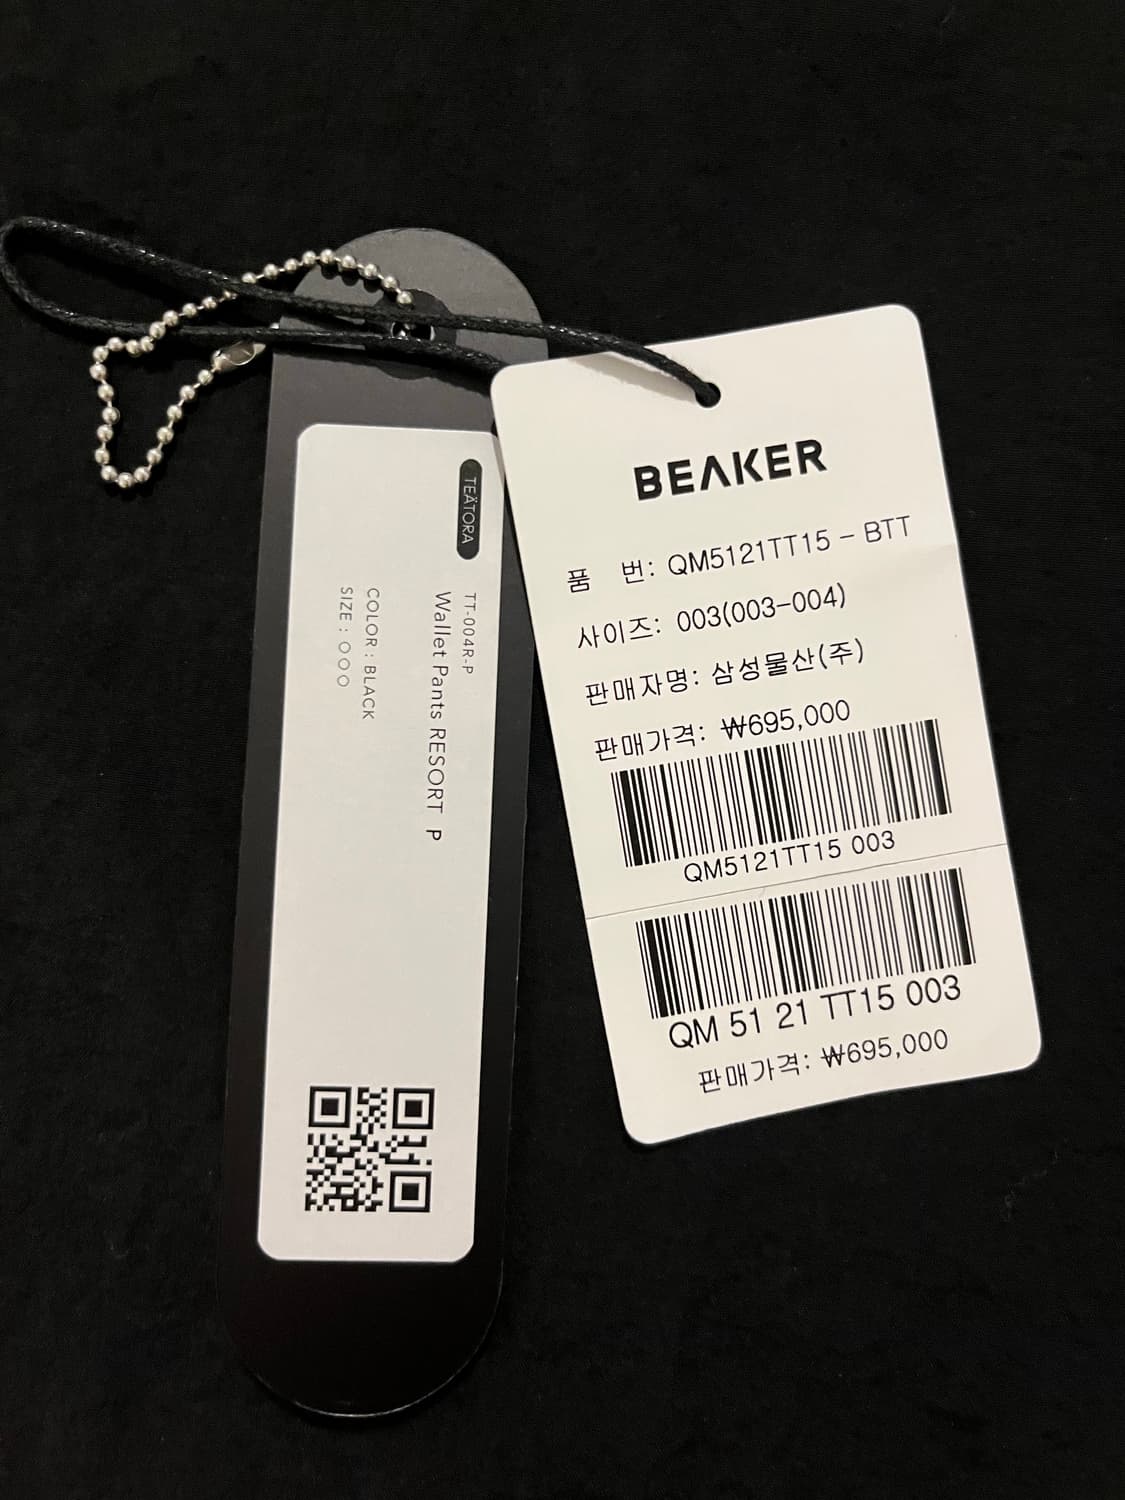 TEÄTORA
TT-004R-P
Wallet Pants RESORT P
COLOR : BLACK
SIZE : ○○○
BEAKER
품 번: QM5121TT15 - BTT
사이즈: 003(003-004)
판매자명: 삼성물산(주)
판매가격: ₩695,000
QM5121TT15 003
QM 51 21 TT15 003
판매가격: ₩695,000